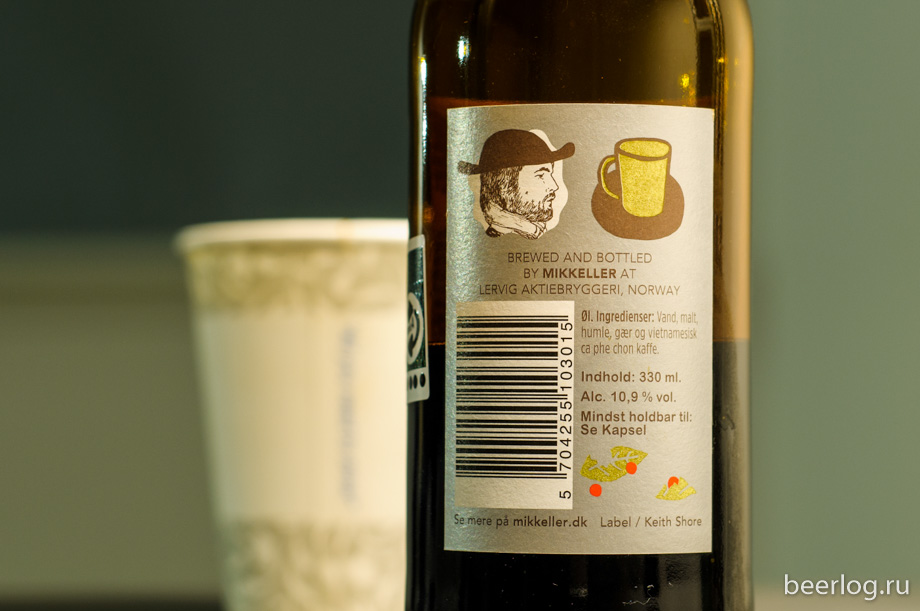 BREWED AND BOTTLED
BY MIKKELLER AT
LERVIG AKTIEBRYGGERI, NORWAY
Øl. Ingredienser: Vand, malt,
humle, gær og vietnamesisk
ca phe chon kaffe.
Indhold: 330 ml.
Alc. 10,9 % vol.
Mindst holdbar til:
Se Kapsel
5 704255 103015
Se mere på mikkeller.dk Label / Keith Shore
beerlog.ru